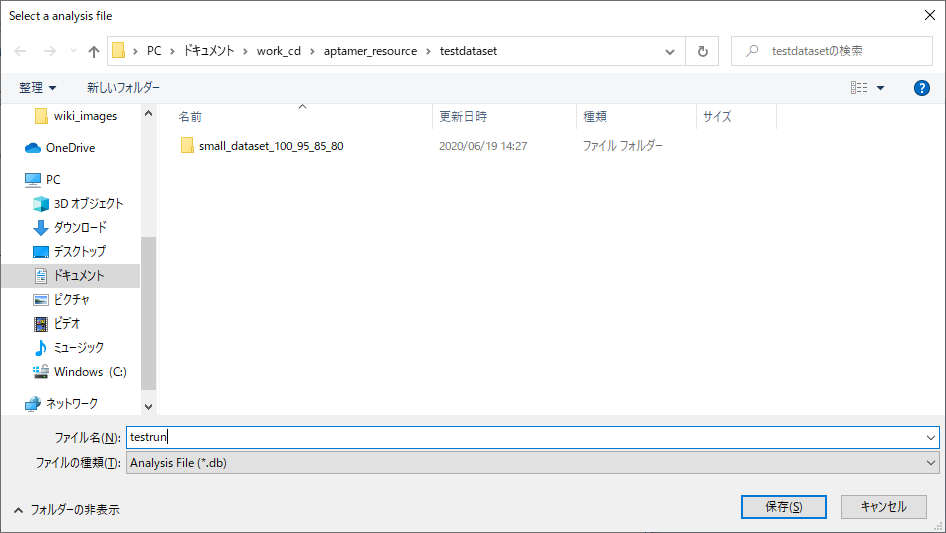 Select a analysis file
PC › ドキュメント › work_cd › aptamer_resource › testdataset
testdatasetの検索
整理 新しいフォルダー
wiki_images
OneDrive
PC
3D オブジェクト
ダウンロード
デスクトップ
ドキュメント
ピクチャ
ビデオ
ミュージック
Windows (C:)
ネットワーク
名前 更新日時 種類 サイズ
small_dataset_100_95_85_80 2020/06/19 14:27 ファイル フォルダー
ファイル名(N): testrun
ファイルの種類(T): Analysis File (*.db)
フォルダーの非表示
保存(S) キャンセル